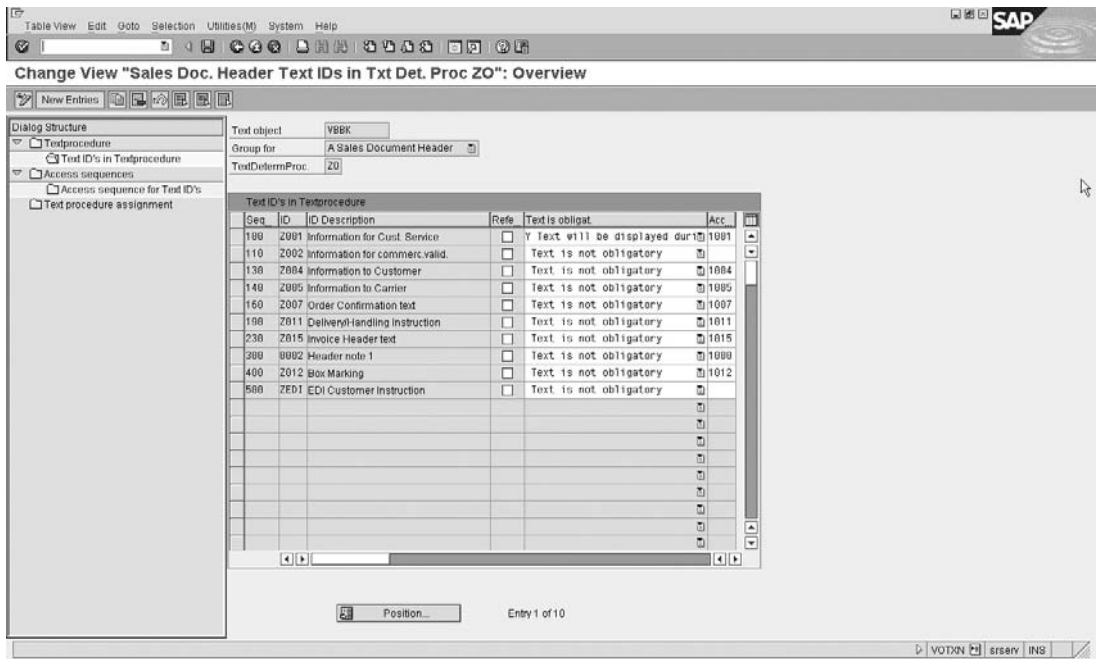 Table View Edit Goto Selection Utilities(M) System Help
SAP
Change View "Sales Doc. Header Text IDs in Txt Det. Proc ZO": Overview
New Entries
Dialog Structure
Textprocedure
Text ID's in Textprocedure
Access sequences
Access sequence for Text ID's
Text procedure assignment
Text object VBBK
Group for A Sales Document Header
TextDetermProc. ZO
Text ID's in Textprocedure
Seq ID ID Description Refe Text is obligat. Acc
100 Z001 Information for Cust. Service Y Text will be displayed duri 1001
110 Z002 Information for commerc.valid. Text is not obligatory
130 Z004 Information to Customer Text is not obligatory 1004
140 Z005 Information to Carrier Text is not obligatory 1005
160 Z007 Order Confirmation text Text is not obligatory 1007
190 Z011 Delivery/Handling Instruction Text is not obligatory 1011
230 Z015 Invoice Header text Text is not obligatory 1015
300 0002 Header note 1 Text is not obligatory 1000
400 Z012 Box Marking Text is not obligatory 1012
500 ZEDI EDI Customer Instruction Text is not obligatory
Position...
Entry 1 of 10
VOTXN srserv INS